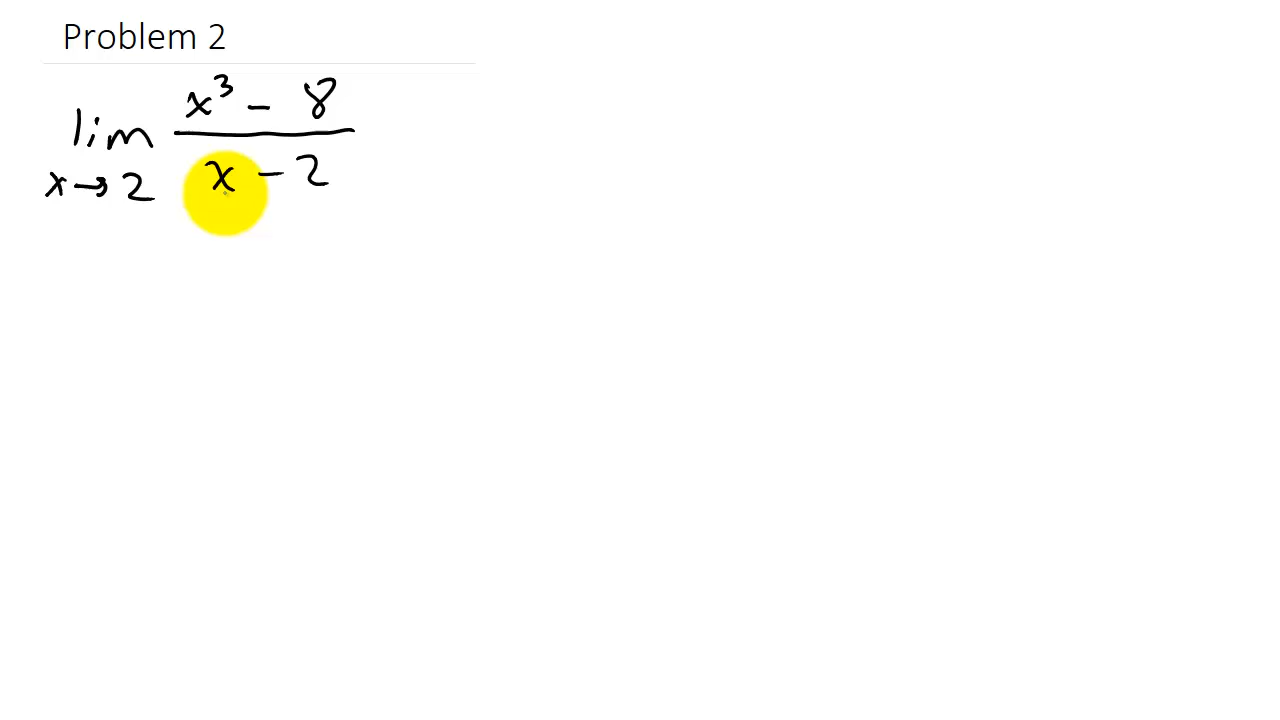 Problem 2
lim x→2 (x³ - 8)/(x - 2)